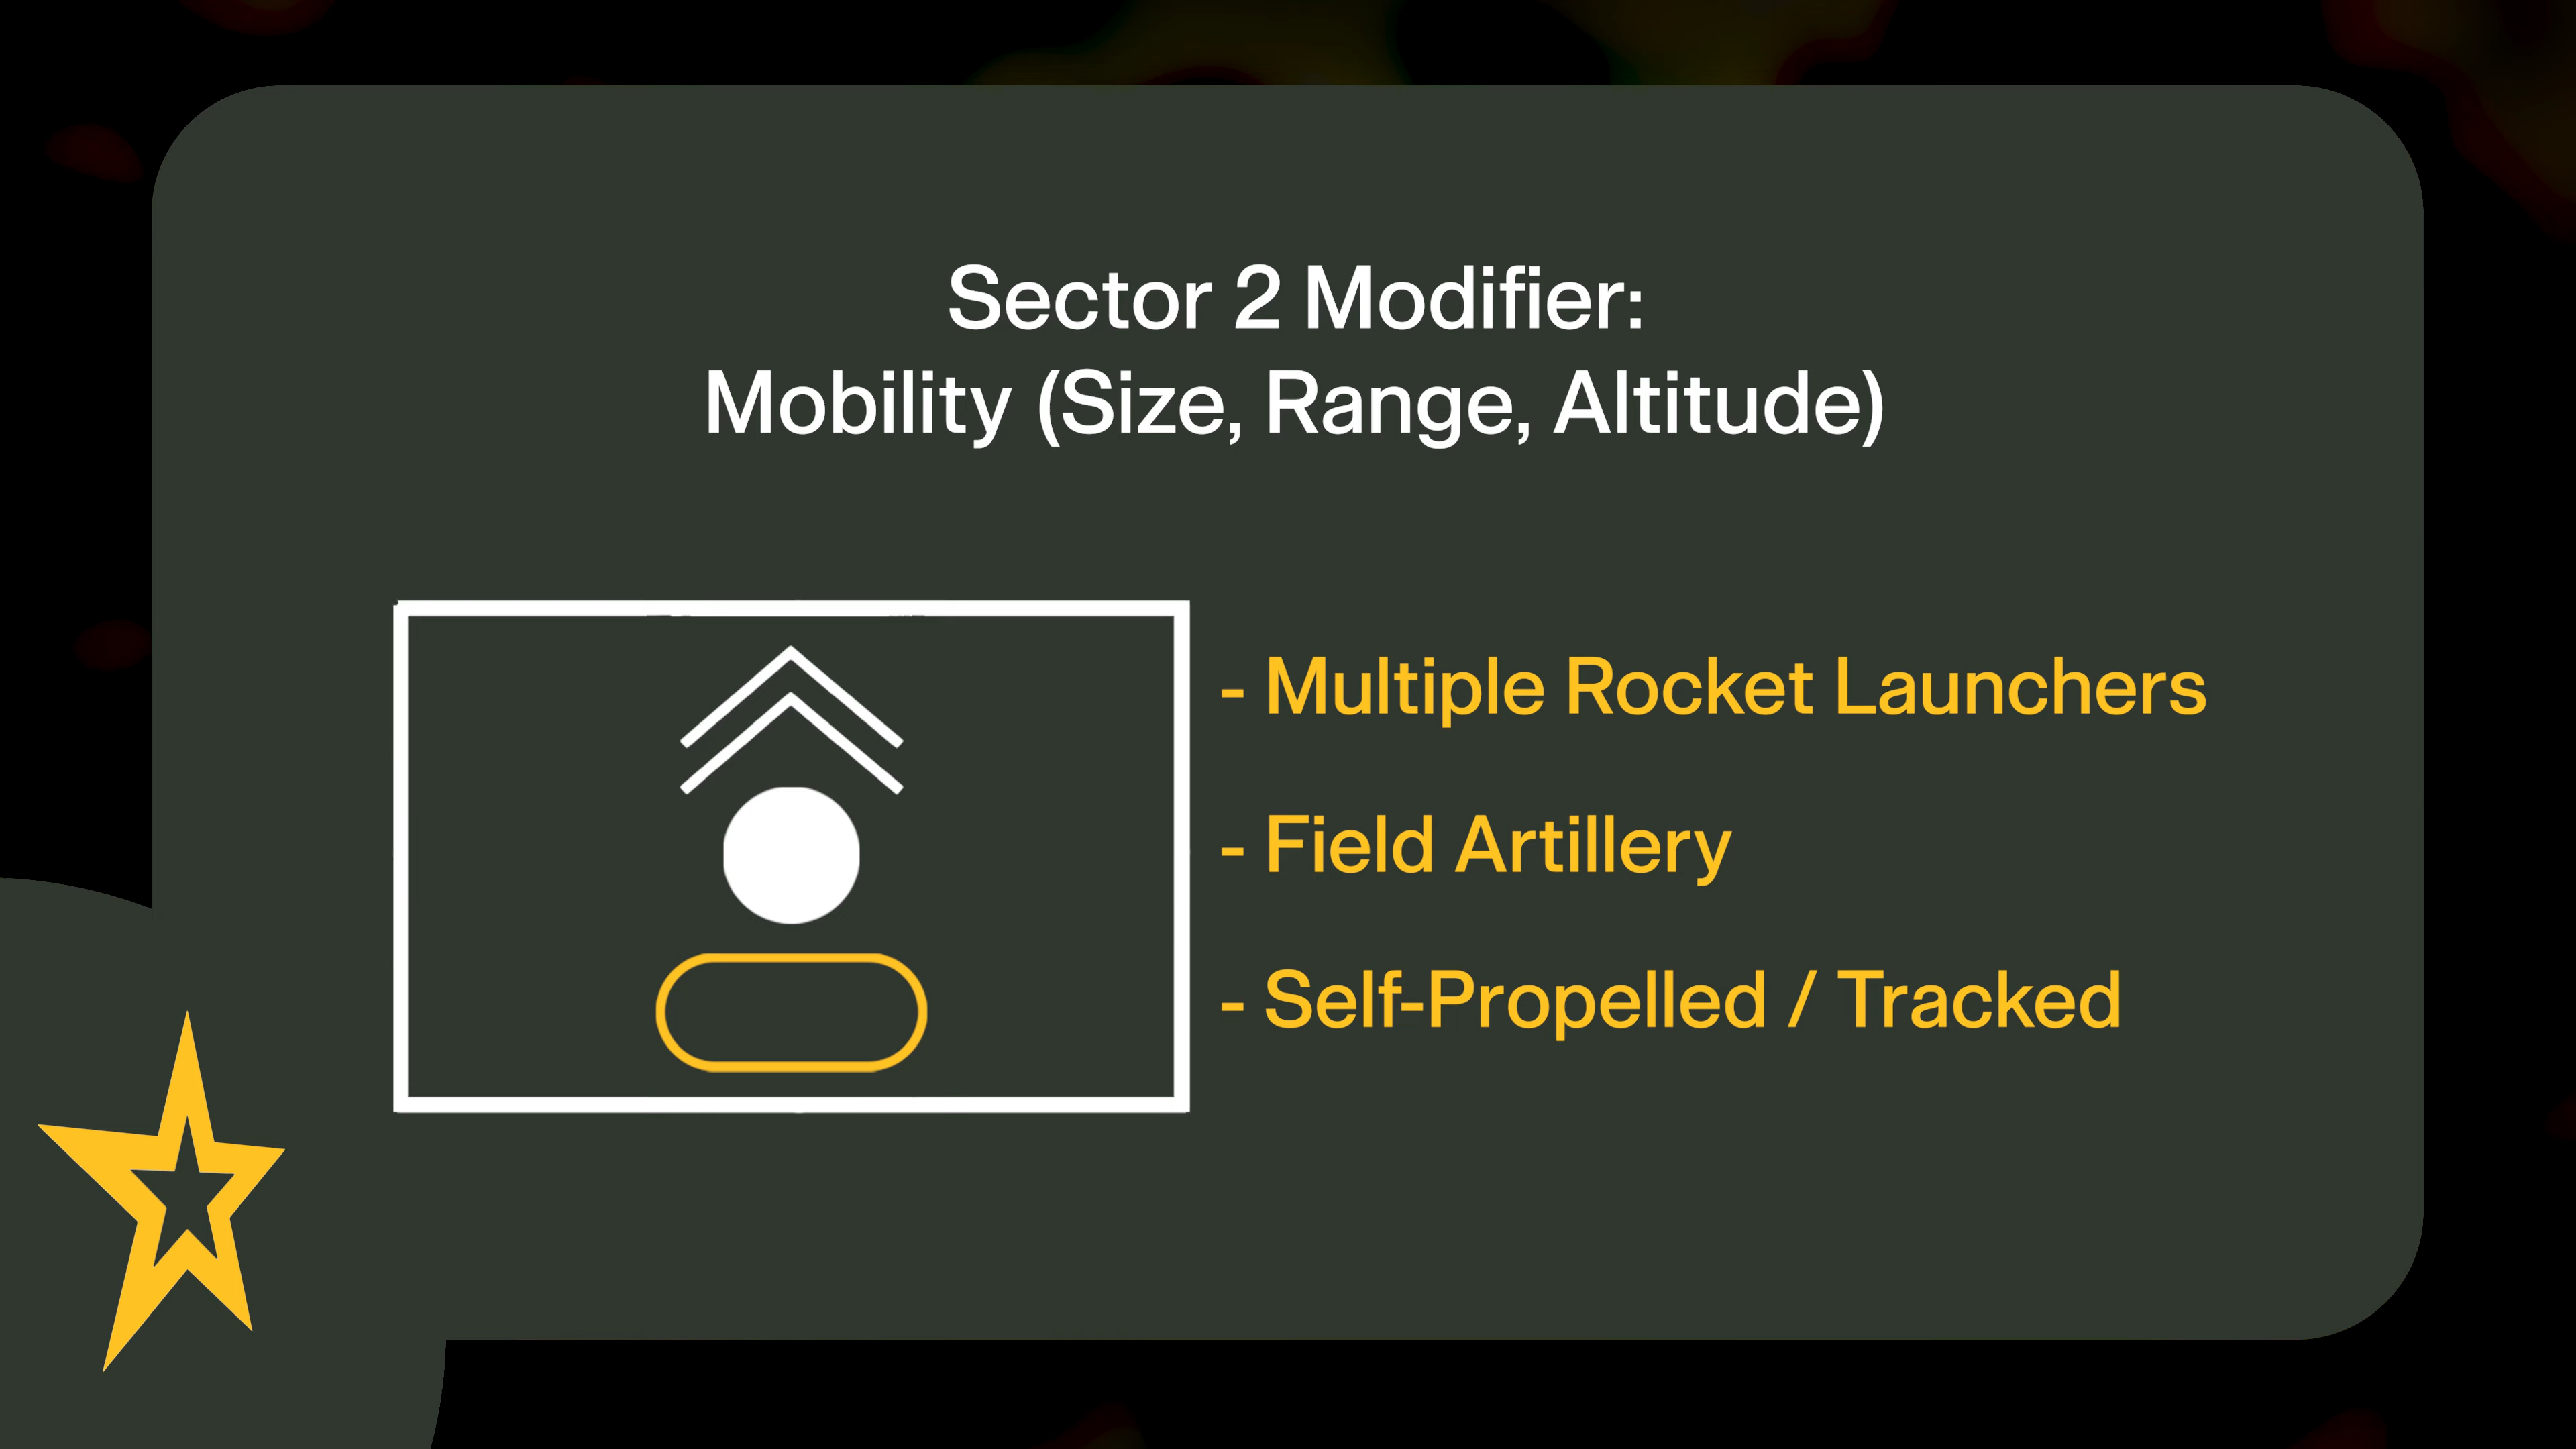 Sector 2 Modifier:
Mobility (Size, Range, Altitude)
- Multiple Rocket Launchers
- Field Artillery
- Self-Propelled / Tracked